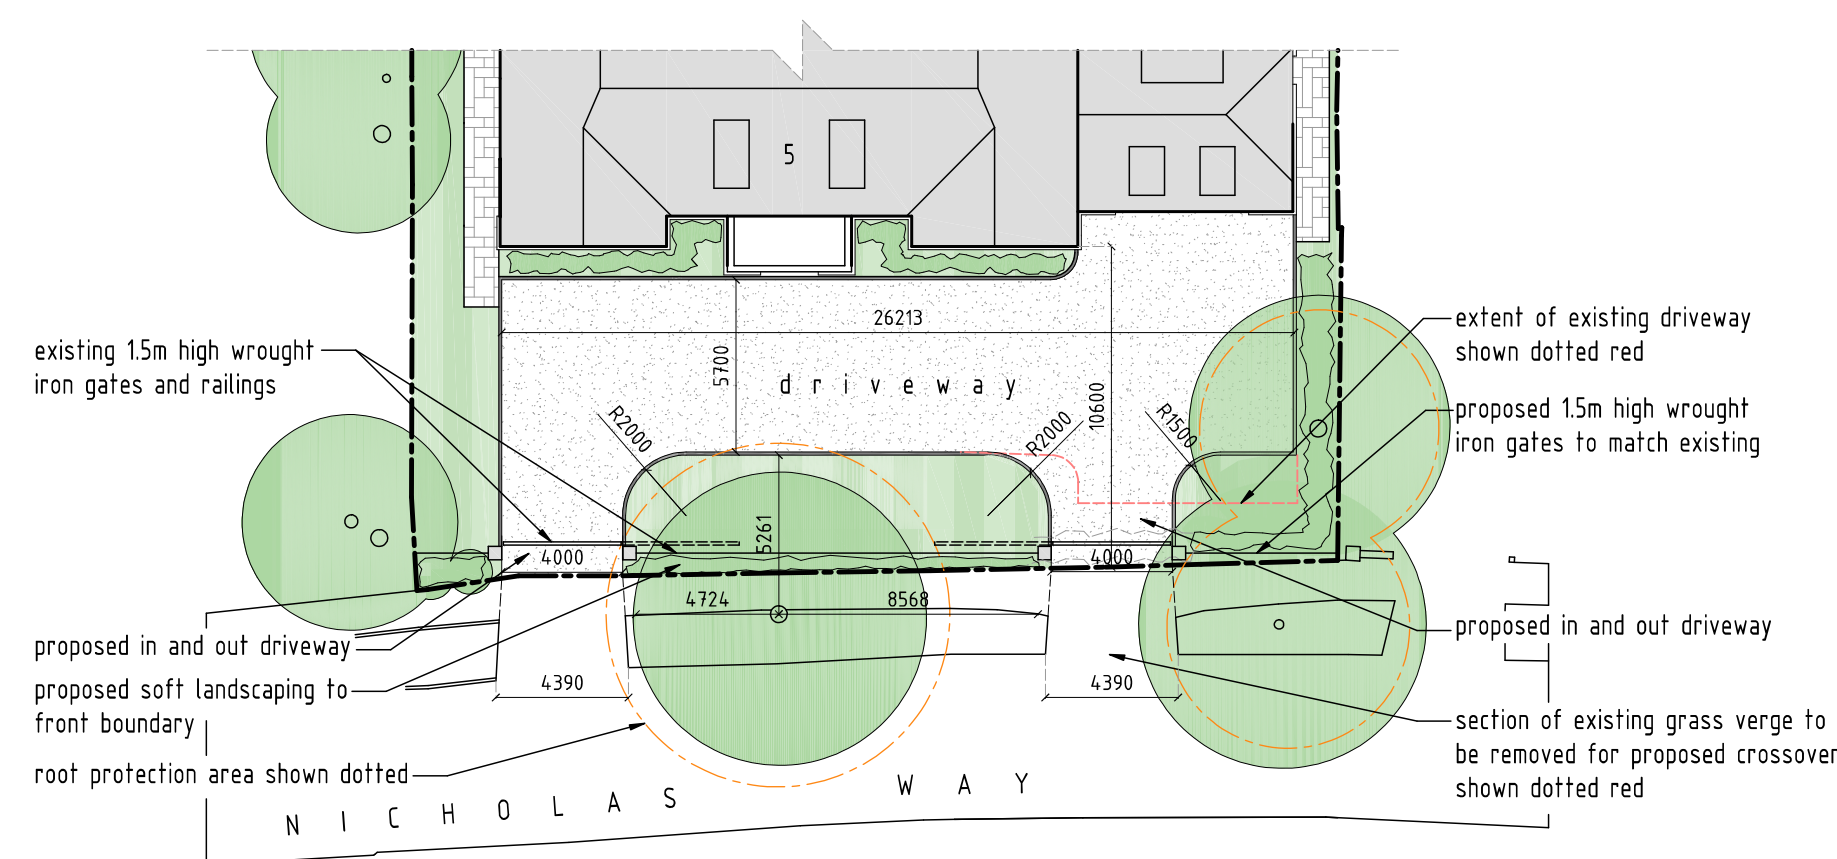 5
26213
5700
driveway
10600
R2000
R2000
R1500
5261
4000
4000
4724
8568
4390
4390
existing 1.5m high wrought
iron gates and railings
proposed in and out driveway
proposed soft landscaping to
front boundary
root protection area shown dotted
extent of existing driveway
shown dotted red
proposed 1.5m high wrought
iron gates to match existing
proposed in and out driveway
section of existing grass verge to
be removed for proposed crossover
shown dotted red
NICHOLAS WAY